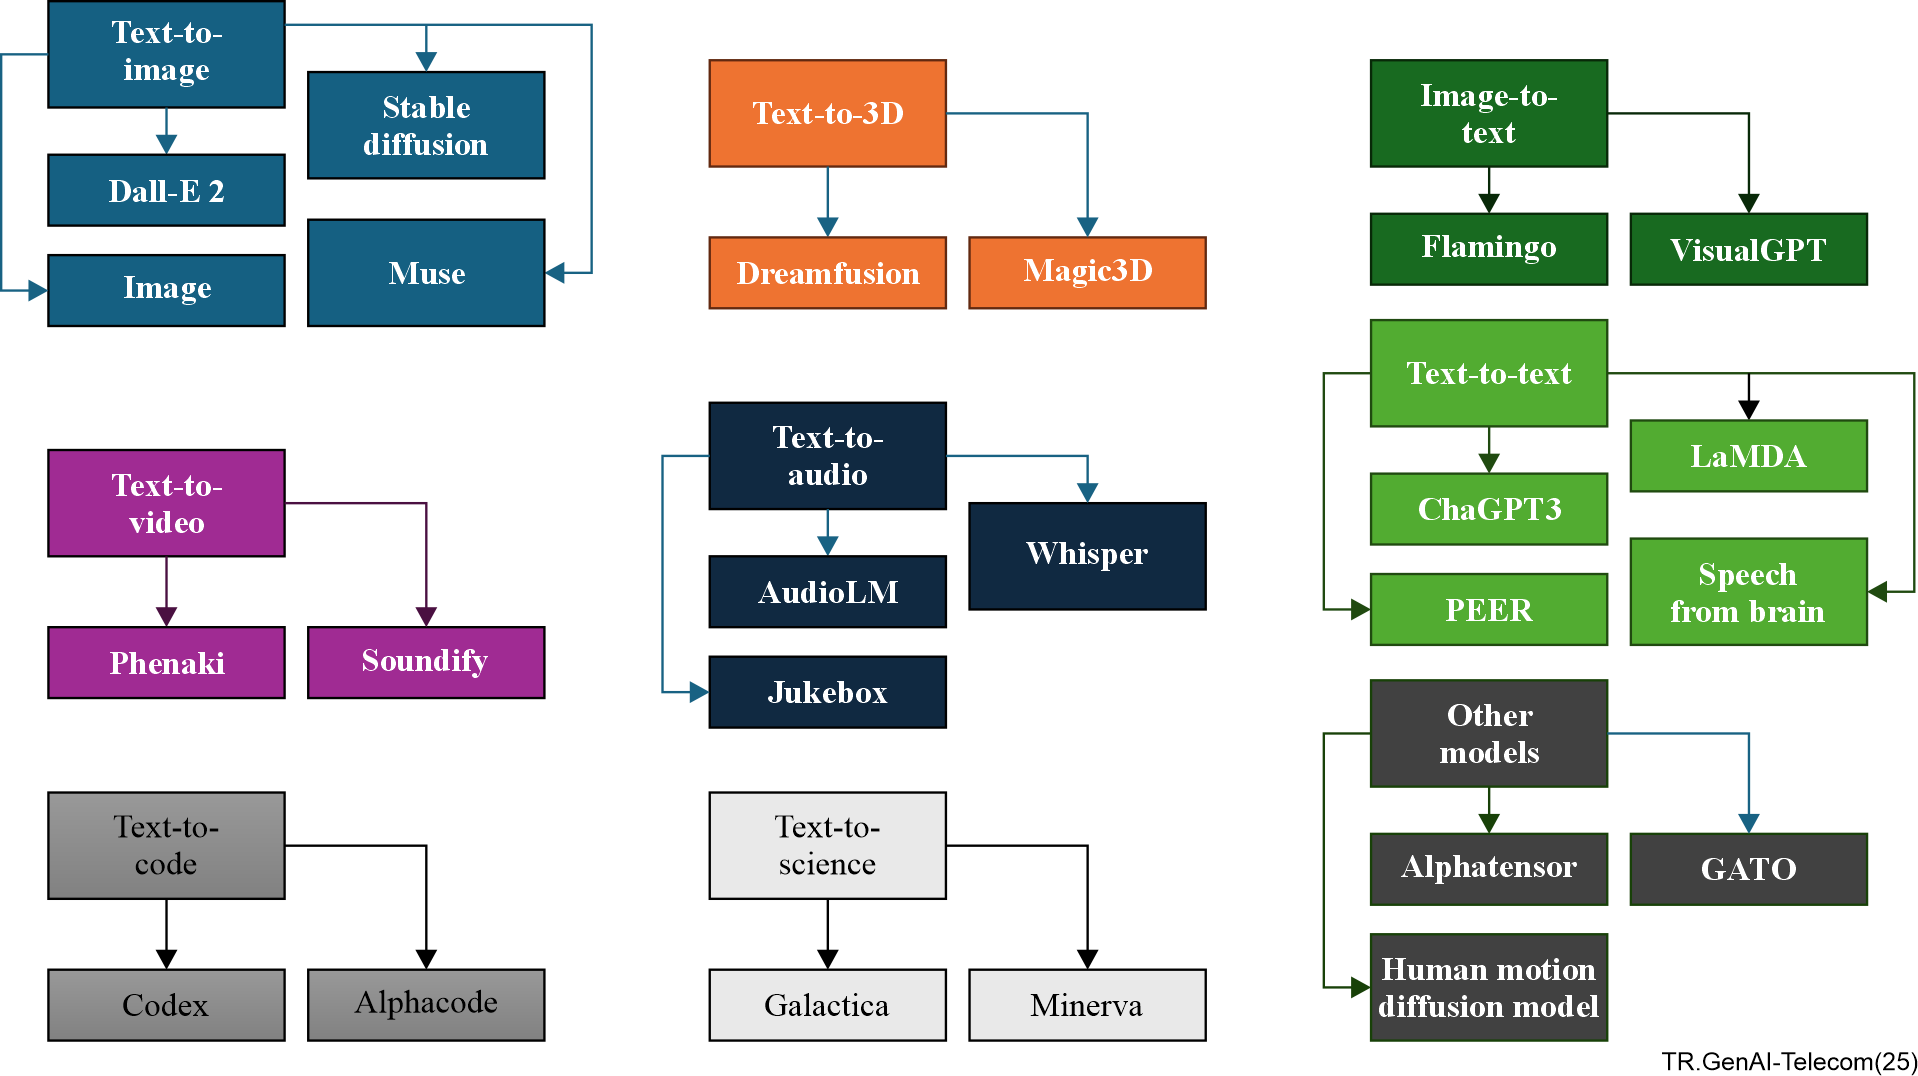 Text-to-
image
Stable
diffusion
Dall-E 2
Image
Muse
Text-to-3D
Dreamfusion
Magic3D
Image-to-
text
Flamingo
VisualGPT
Text-to-video
Phenaki
Soundify
Text-to-
audio
Whisper
AudioLM
Jukebox
Text-to-text
LaMDA
ChaGPT3
Speech
from brain
PEER
Text-to-
code
Codex
Alphacode
Text-to-
science
Galactica
Minerva
Other
models
Alphatensor
GATO
Human motion
diffusion model
TR.GenAI-Telecom(25)